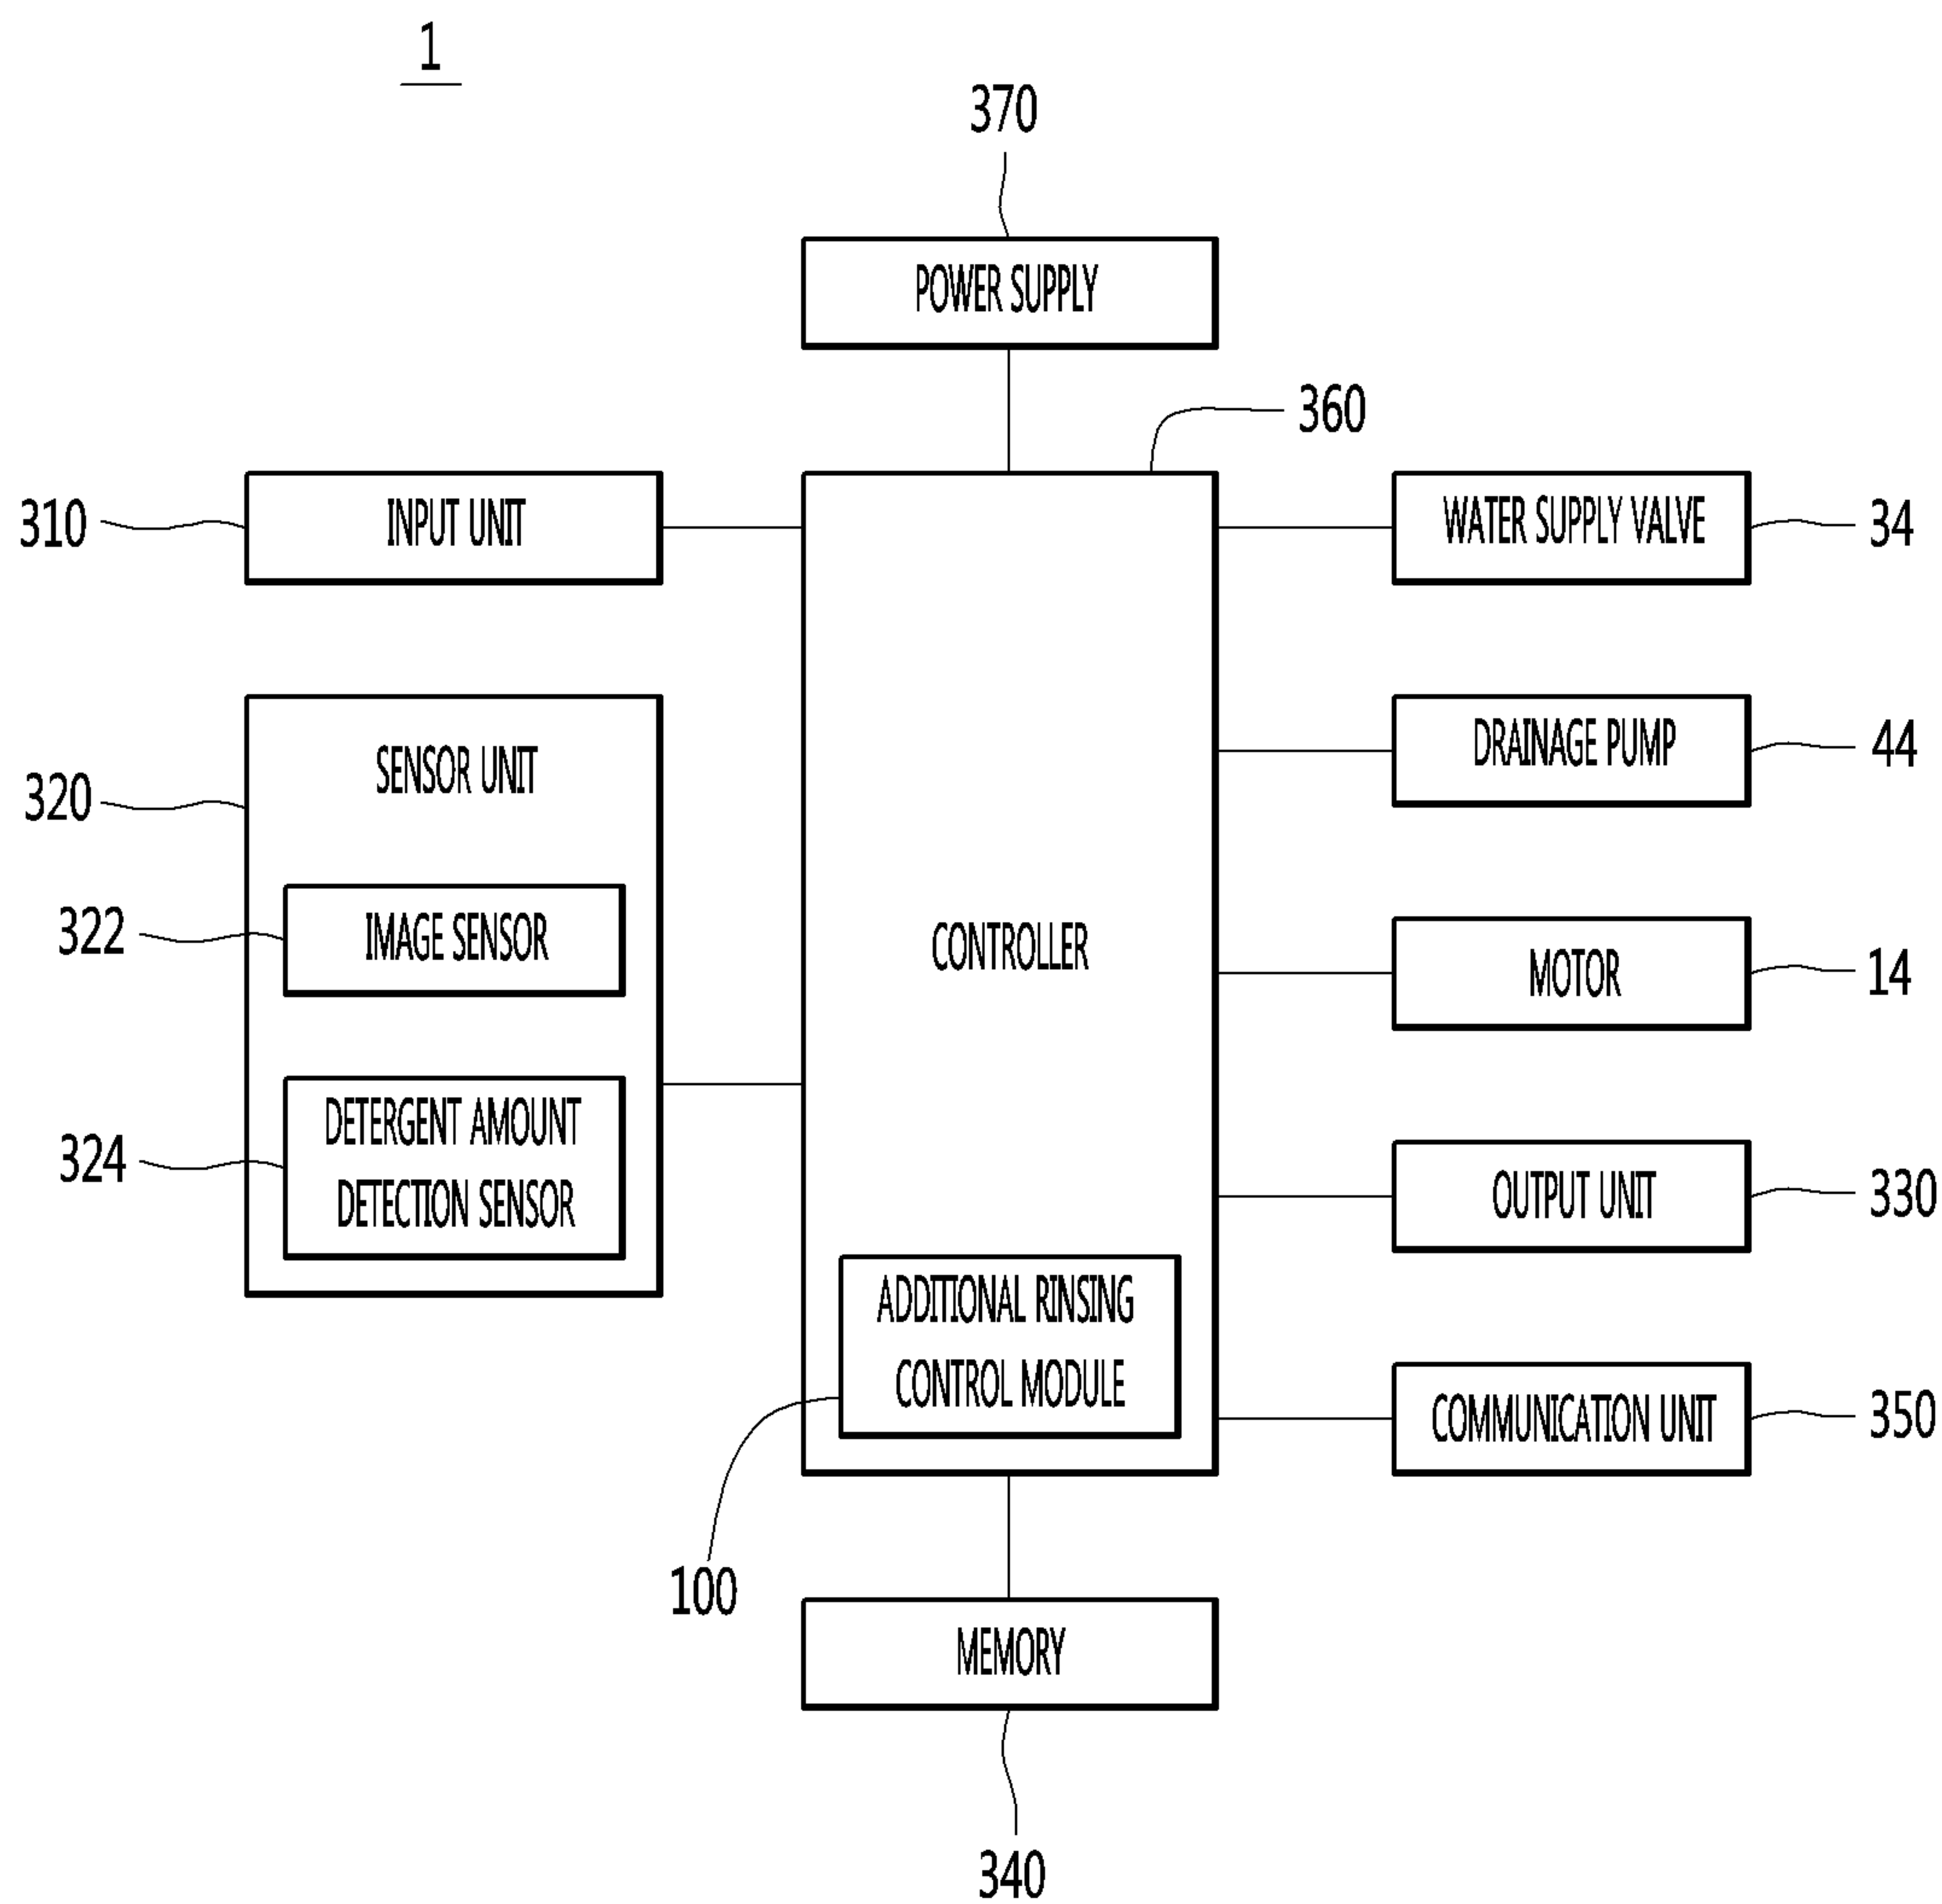 1
370
POWER SUPPLY
360
310
INPUT UNIT
WATER SUPPLY VALVE
34
320
SENSOR UNIT
DRAINAGE PUMP
44
322
IMAGE SENSOR
CONTROLLER
MOTOR
14
324
DETERGENT AMOUNT
DETECTION SENSOR
OUTPUT UNIT
330
ADDITIONAL RINSING
CONTROL MODULE
COMMUNICATION UNIT
350
100
MEMORY
340